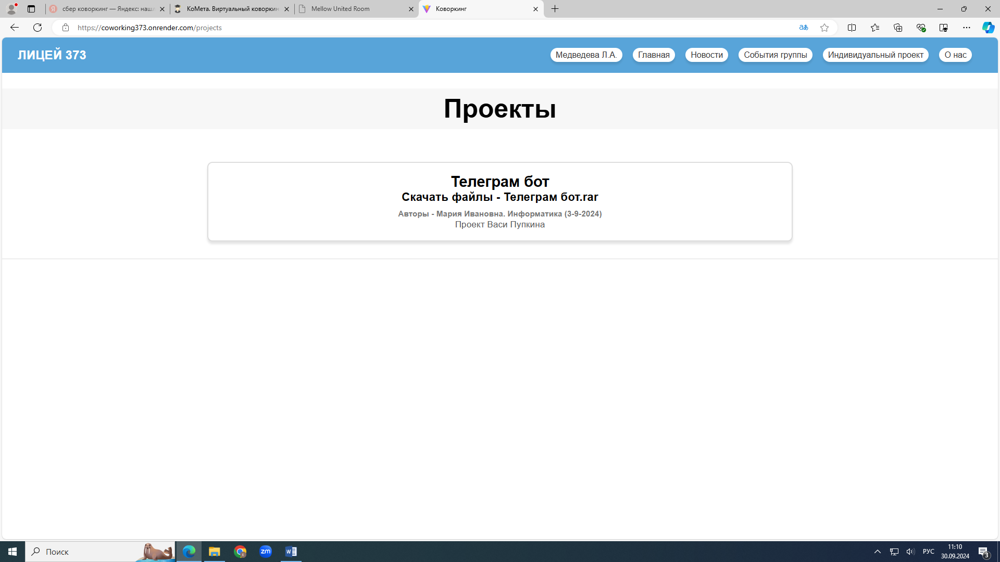 сбер коворкинг — Яндекс: наш
КоМета. Виртуальный коворкин
Mellow United Room
Коворкинг
https://coworking373.onrender.com/projects
ЛИЦЕЙ 373
Медведева Л.А.
Главная
Новости
События группы
Индивидуальный проект
О нас
Проекты
Телеграм бот
Скачать файлы - Телеграм бот.rar
Авторы - Мария Ивановна. Информатика (3-9-2024)
Проект Васи Пупкина
Поиск
zm
W
РУС
11:10
30.09.2024
3